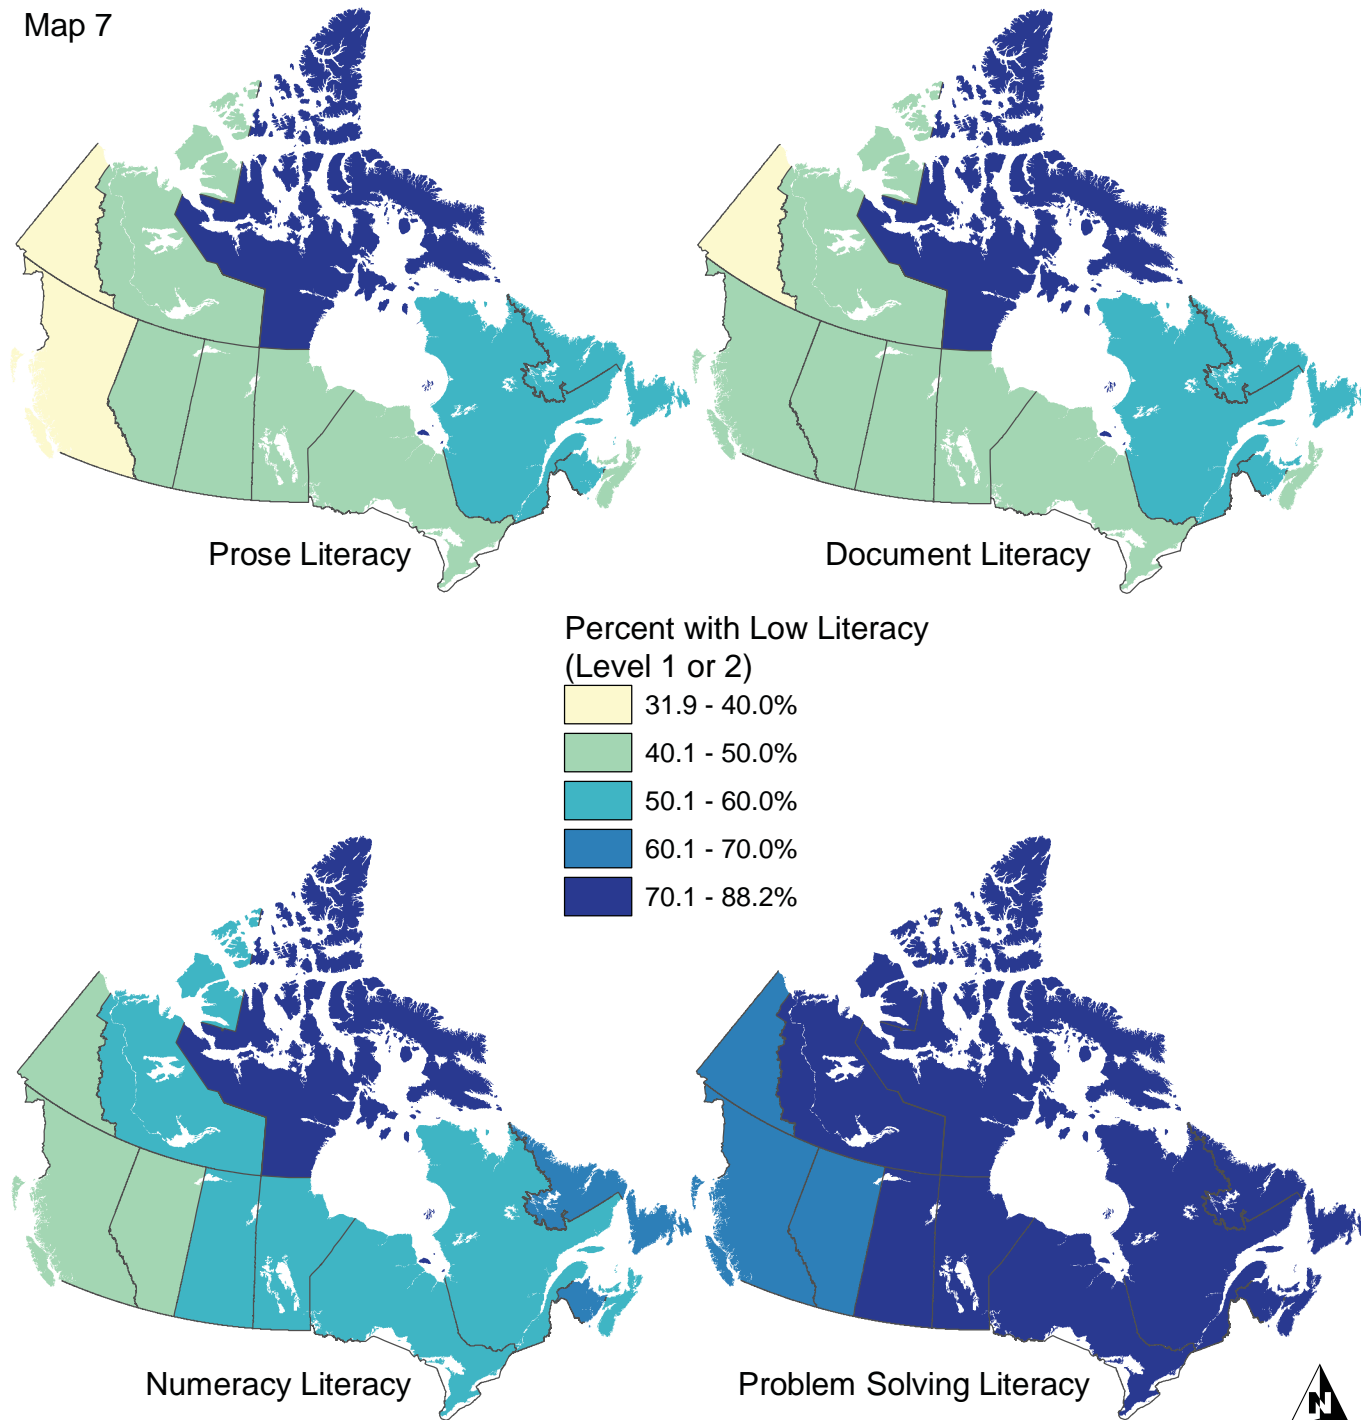 Map 7
Prose Literacy
Document Literacy
Percent with Low Literacy
(Level 1 or 2)
31.9 - 40.0%
40.1 - 50.0%
50.1 - 60.0%
60.1 - 70.0%
70.1 - 88.2%
Numeracy Literacy
Problem Solving Literacy
N